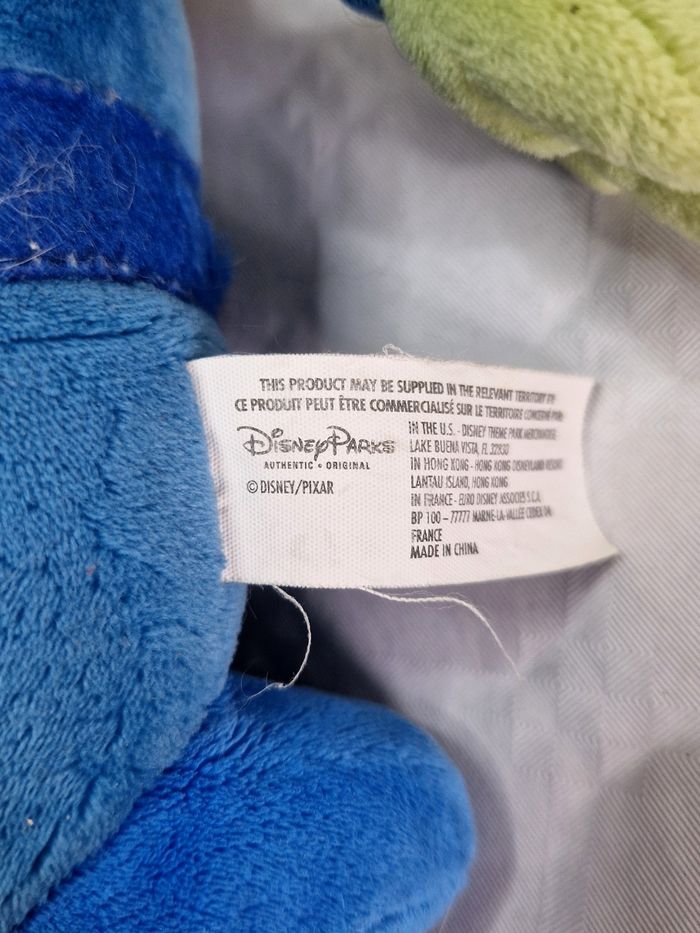 THIS PRODUCT MAY BE SUPPLIED IN THE RELEVANT TERRITORY BY
CE PRODUIT PEUT ÊTRE COMMERCIALISÉ SUR LE TERRITOIRE CONCERNÉ PAR
DISNEY PARKS
AUTHENTIC • ORIGINAL
© DISNEY/PIXAR
IN THE U.S. - DISNEY THEME PARK MERCHANDISE
LAKE BUENA VISTA, FL 32830
IN HONG KONG - HONG KONG DISNEYLAND RESORT
LANTAU ISLAND, HONG KONG
IN FRANCE - EURO DISNEY ASSOCIÉS S.C.A.
BP 100 – 77777 MARNE-LA-VALLÉE CEDEX 04
FRANCE
MADE IN CHINA